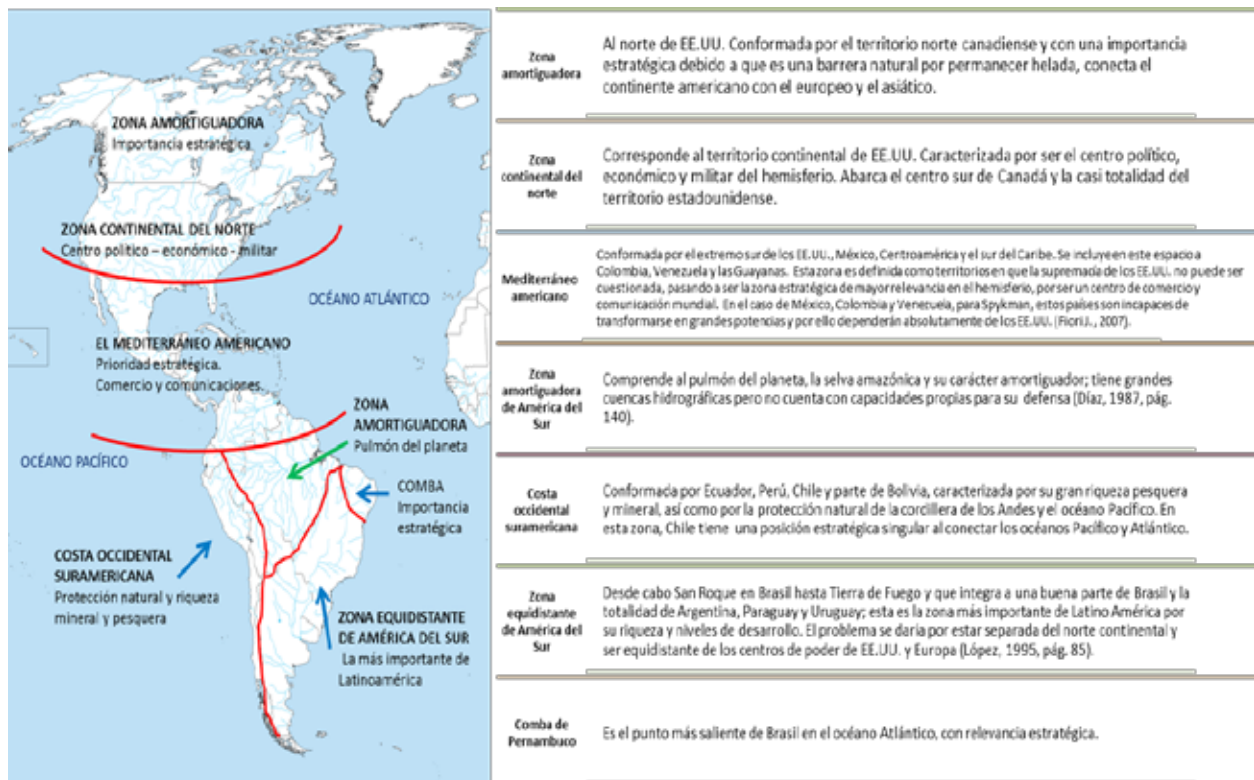 ZONA AMORTIGUADORA
Importancia estratégica
ZONA CONTINENTAL DEL NORTE
Centro político – económico - militar
OCÉANO ATLÁNTICO
EL MEDITERRÁNEO AMERICANO
Prioridad estratégica.
Comercio y comunicaciones.
ZONA
AMORTIGUADORA
Pulmón del planeta
OCÉANO PACÍFICO
COMBA
Importancia
estratégica
COSTA OCCIDENTAL
SURAMERICANA
Protección natural y riqueza
mineral y pesquera
ZONA EQUIDISTANTE
DE AMÉRICA DEL SUR
La más importante de
Latinoamérica
Zona
amortiguadora
Al norte de EE.UU. Conformada por el territorio norte canadiense y con una importancia
estratégica debido a que es una barrera natural por permanecer helada, conecta el
continente americano con el europeo y el asiático.
Zona
continental del
norte
Corresponde al territorio continental de EE.UU. Caracterizada por ser el centro político,
económico y militar del hemisferio. Abarca el centro sur de Canadá y la casi totalidad del
territorio estadounidense.
Mediterráneo
americano
Conformada por el extremo sur de los EE.UU., México, Centroamérica y el sur del Caribe. Se incluye en este espacio a
Colombia, Venezuela y las Guayanas. Esta zona es definida como territorios en que la supremacía de los EE.UU. no puede ser
cuestionada, pasando a ser la zona estratégica de mayor relevancia en el hemisferio, por ser un centro de comercio y
comunicación mundial. En el caso de México, Colombia y Venezuela, para Spykman, estos países son incapaces de
transformarse en grandes potencias y por ello dependerán absolutamente de los EE.UU. (Fiori J., 2007).
Zona
amortiguadora
de América del
Sur
Comprende al pulmón del planeta, la selva amazónica y su carácter amortiguador; tiene grandes
cuencas hidrográficas pero no cuenta con capacidades propias para su defensa (Díaz, 1987, pág.
140).
Costa
occidental
suramericana
Conformada por Ecuador, Perú, Chile y parte de Bolivia, caracterizada por su gran riqueza pesquera
y mineral, así como por la protección natural de la cordillera de los Andes y el océano Pacífico. En
esta zona, Chile tiene una posición estratégica singular al conectar los océanos Pacífico y Atlántico.
Zona
equidistante
de América del
Sur
Desde cabo San Roque en Brasil hasta Tierra de Fuego y que integra a una buena parte de Brasil y la
totalidad de Argentina, Paraguay y Uruguay; esta es la zona más importante de Latino América por
su riqueza y niveles de desarrollo. El problema se daría por estar separada del norte continental y
ser equidistante de los centros de poder de EE.UU. y Europa (López, 1995, pág. 85).
Comba de
Pernambuco
Es el punto más saliente de Brasil en el océano Atlántico, con relevancia estratégica.